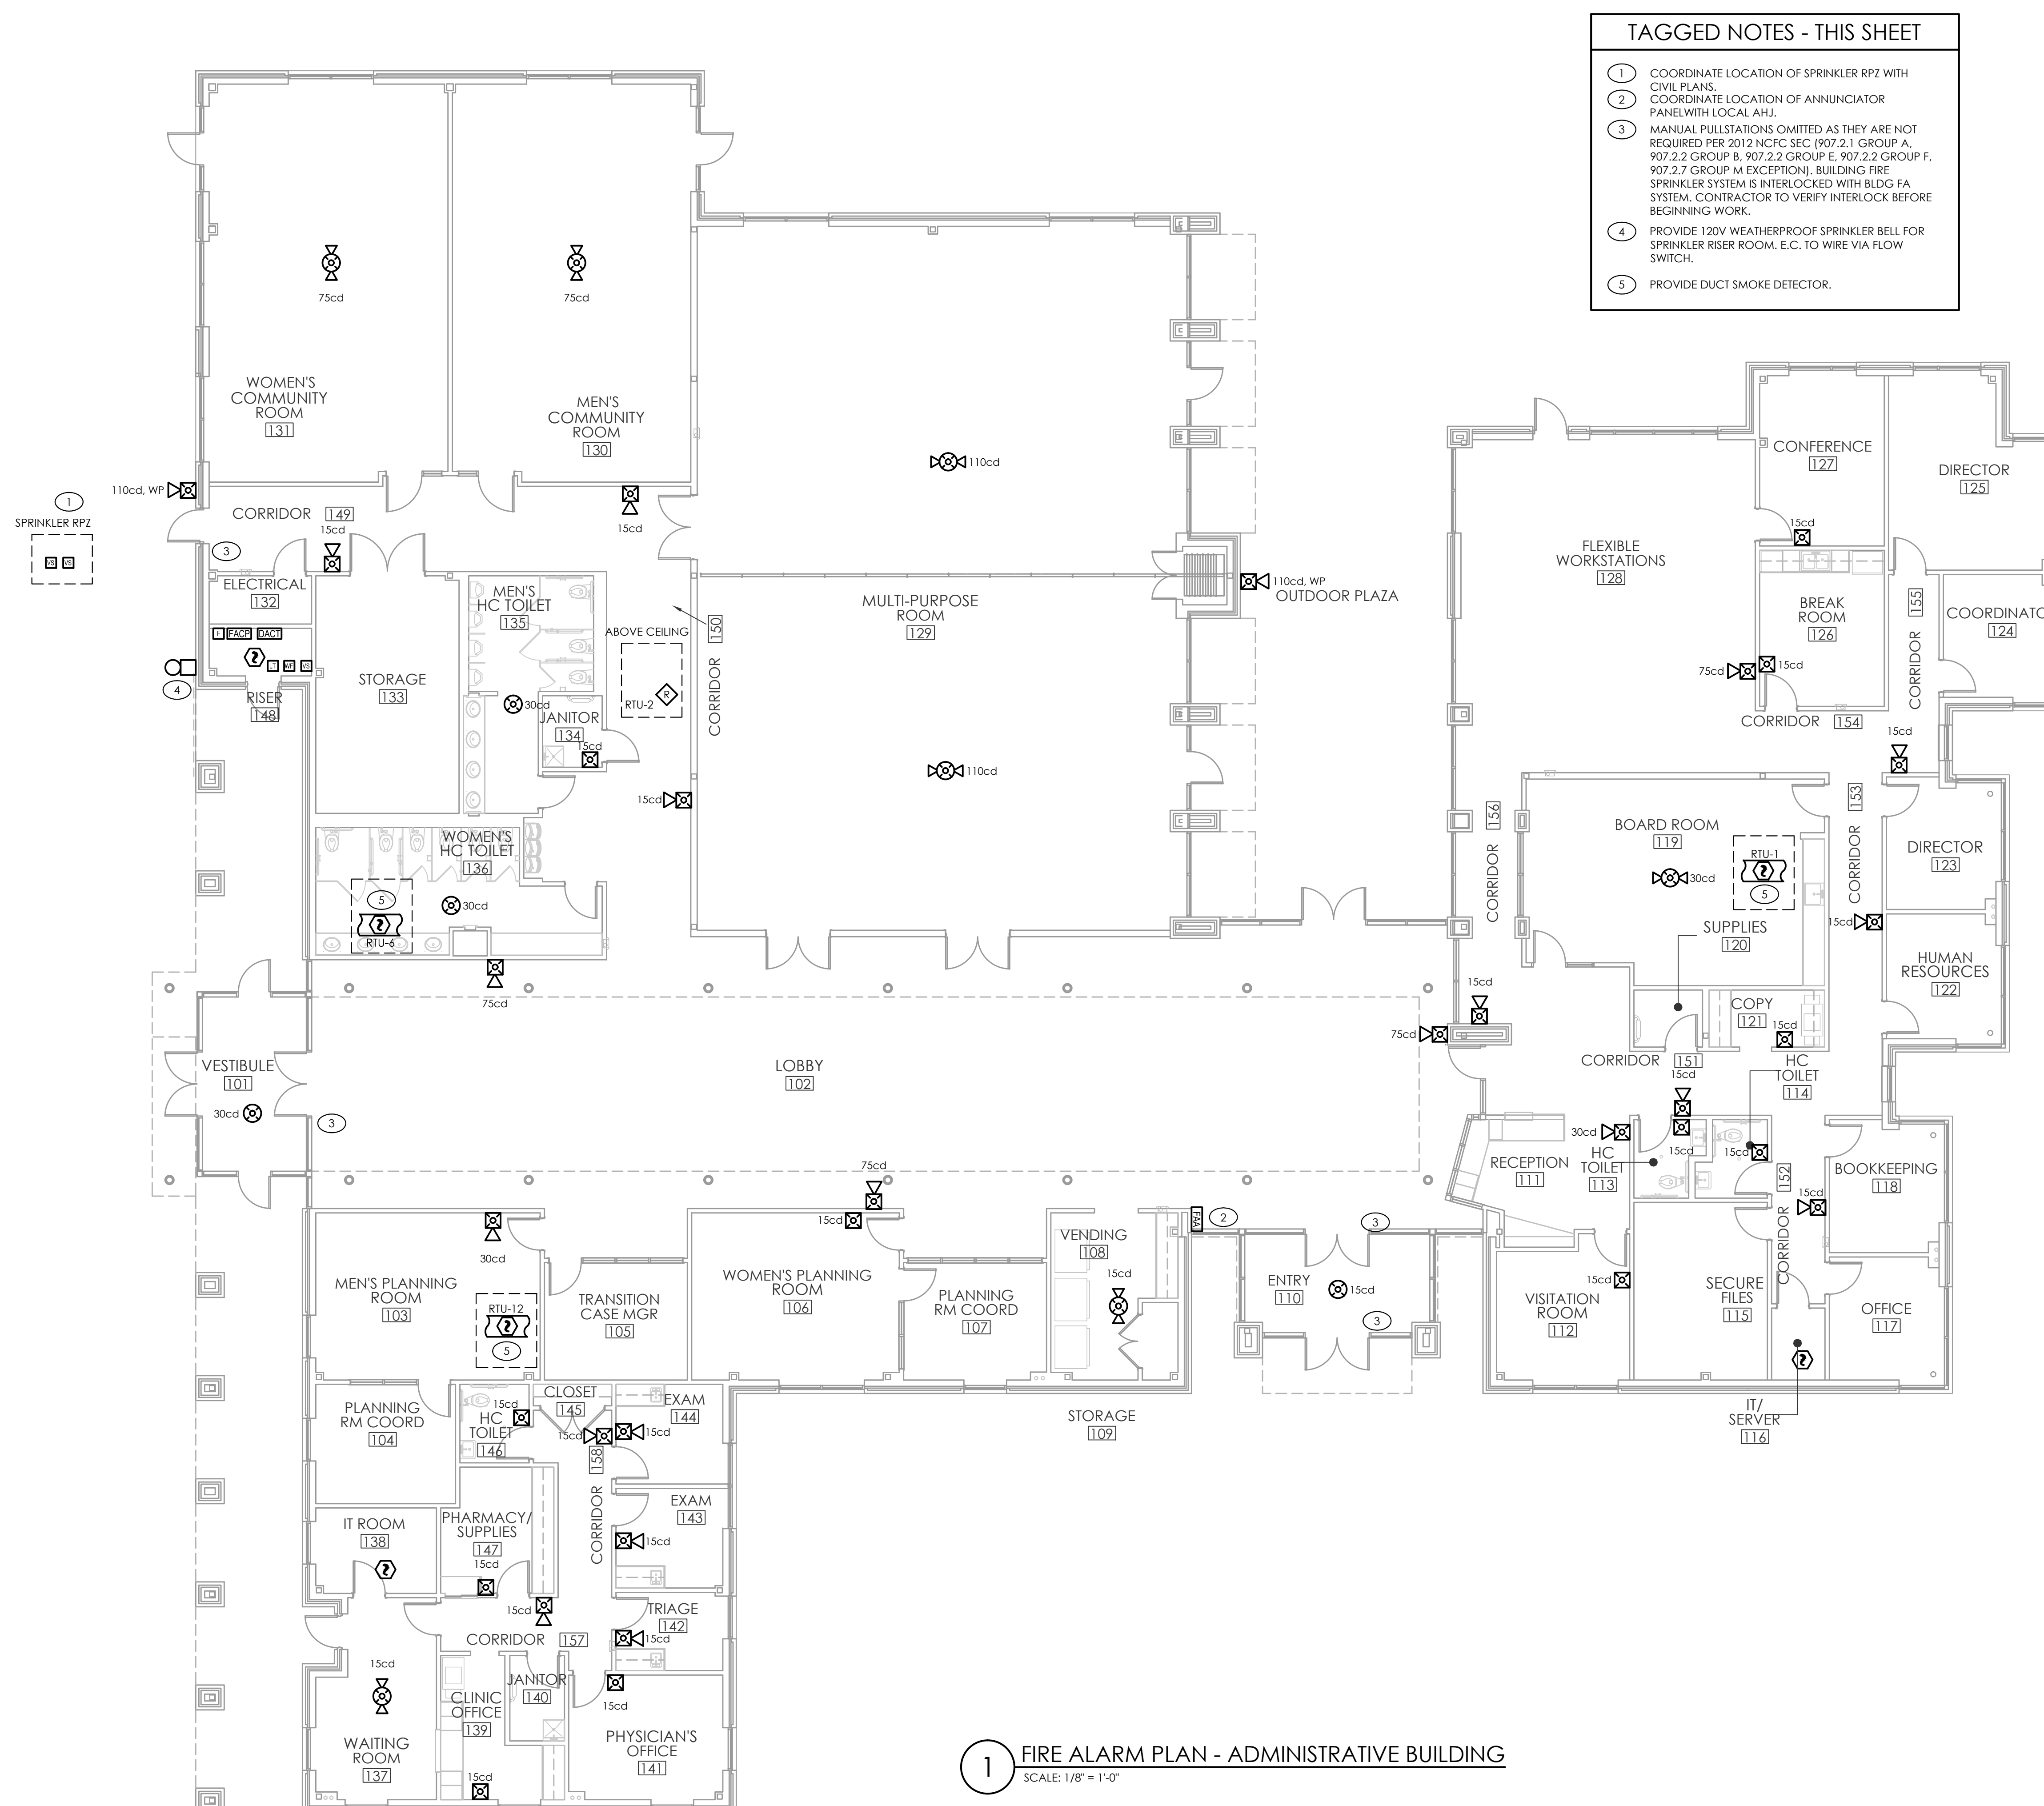 TAGGED NOTES - THIS SHEET
1 COORDINATE LOCATION OF SPRINKLER RPZ WITH
CIVIL PLANS.
2 COORDINATE LOCATION OF ANNUNCIATOR
PANELWITH LOCAL AHJ.
3 MANUAL PULLSTATIONS OMITTED AS THEY ARE NOT
REQUIRED PER 2012 NCFC SEC (907.2.1 GROUP A,
907.2.2 GROUP B, 907.2.2 GROUP E, 907.2.2 GROUP F,
907.2.7 GROUP M EXCEPTION). BUILDING FIRE
SPRINKLER SYSTEM IS INTERLOCKED WITH BLDG FA
SYSTEM. CONTRACTOR TO VERIFY INTERLOCK BEFORE
BEGINNING WORK.
4 PROVIDE 120V WEATHERPROOF SPRINKLER BELL FOR
SPRINKLER RISER ROOM. E.C. TO WIRE VIA FLOW
SWITCH.
5 PROVIDE DUCT SMOKE DETECTOR.
75cd
75cd
WOMEN'S
COMMUNITY
ROOM
131
MEN'S
COMMUNITY
ROOM
130
110cd
110cd, WP
1
SPRINKLER RPZ
VS VS
CORRIDOR 149
15cd
15cd
3
ELECTRICAL
132
F FACP DACT
LT WF VS
4
RISER
148
STORAGE
133
MEN'S
HC TOILET
135
30cd
JANITOR
134
15cd
ABOVE CEILING
RTU-2
R
150
CORRIDOR
15cd
MULTI-PURPOSE
ROOM
129
110cd
110cd, WP
OUTDOOR PLAZA
WOMEN'S
HC TOILET
136
5
RTU-6
30cd
75cd
CONFERENCE
127
15cd
DIRECTOR
125
FLEXIBLE
WORKSTATIONS
128
BREAK
ROOM
126
75cd
15cd
155
CORRIDOR
COORDINATO
124
CORRIDOR 154
15cd
156
CORRIDOR
BOARD ROOM
119
30cd
RTU-1
5
153
CORRIDOR
15cd
DIRECTOR
123
SUPPLIES
120
HUMAN
RESOURCES
122
15cd
75cd
COPY
121
15cd
CORRIDOR 151
15cd
HC
TOILET
114
VESTIBULE
101
30cd
3
LOBBY
102
75cd
30cd
RECEPTION
111
HC
TOILET
113
15cd
15cd
152
CORRIDOR
15cd
BOOKKEEPING
118
15cd
30cd
MEN'S PLANNING
ROOM
103
RTU-12
5
TRANSITION
CASE MGR
105
WOMEN'S PLANNING
ROOM
106
PLANNING
RM COORD
107
VENDING
108
15cd
FAA
2
3
ENTRY
110
15cd
3
15cd
VISITATION
ROOM
112
SECURE
FILES
115
OFFICE
117
IT/
SERVER
116
STORAGE
109
PLANNING
RM COORD
104
15cd
HC
TOILET
146
CLOSET
145
15cd
158
CORRIDOR
EXAM
144
15cd
EXAM
143
15cd
IT ROOM
138
PHARMACY/
SUPPLIES
147
15cd
15cd
CORRIDOR 157
TRIAGE
142
15cd
15cd
WAITING
ROOM
137
CLINIC
OFFICE
139
15cd
JANITOR
140
15cd
PHYSICIAN'S
OFFICE
141
1 FIRE ALARM PLAN - ADMINISTRATIVE BUILDING
SCALE: 1/8" = 1'-0"